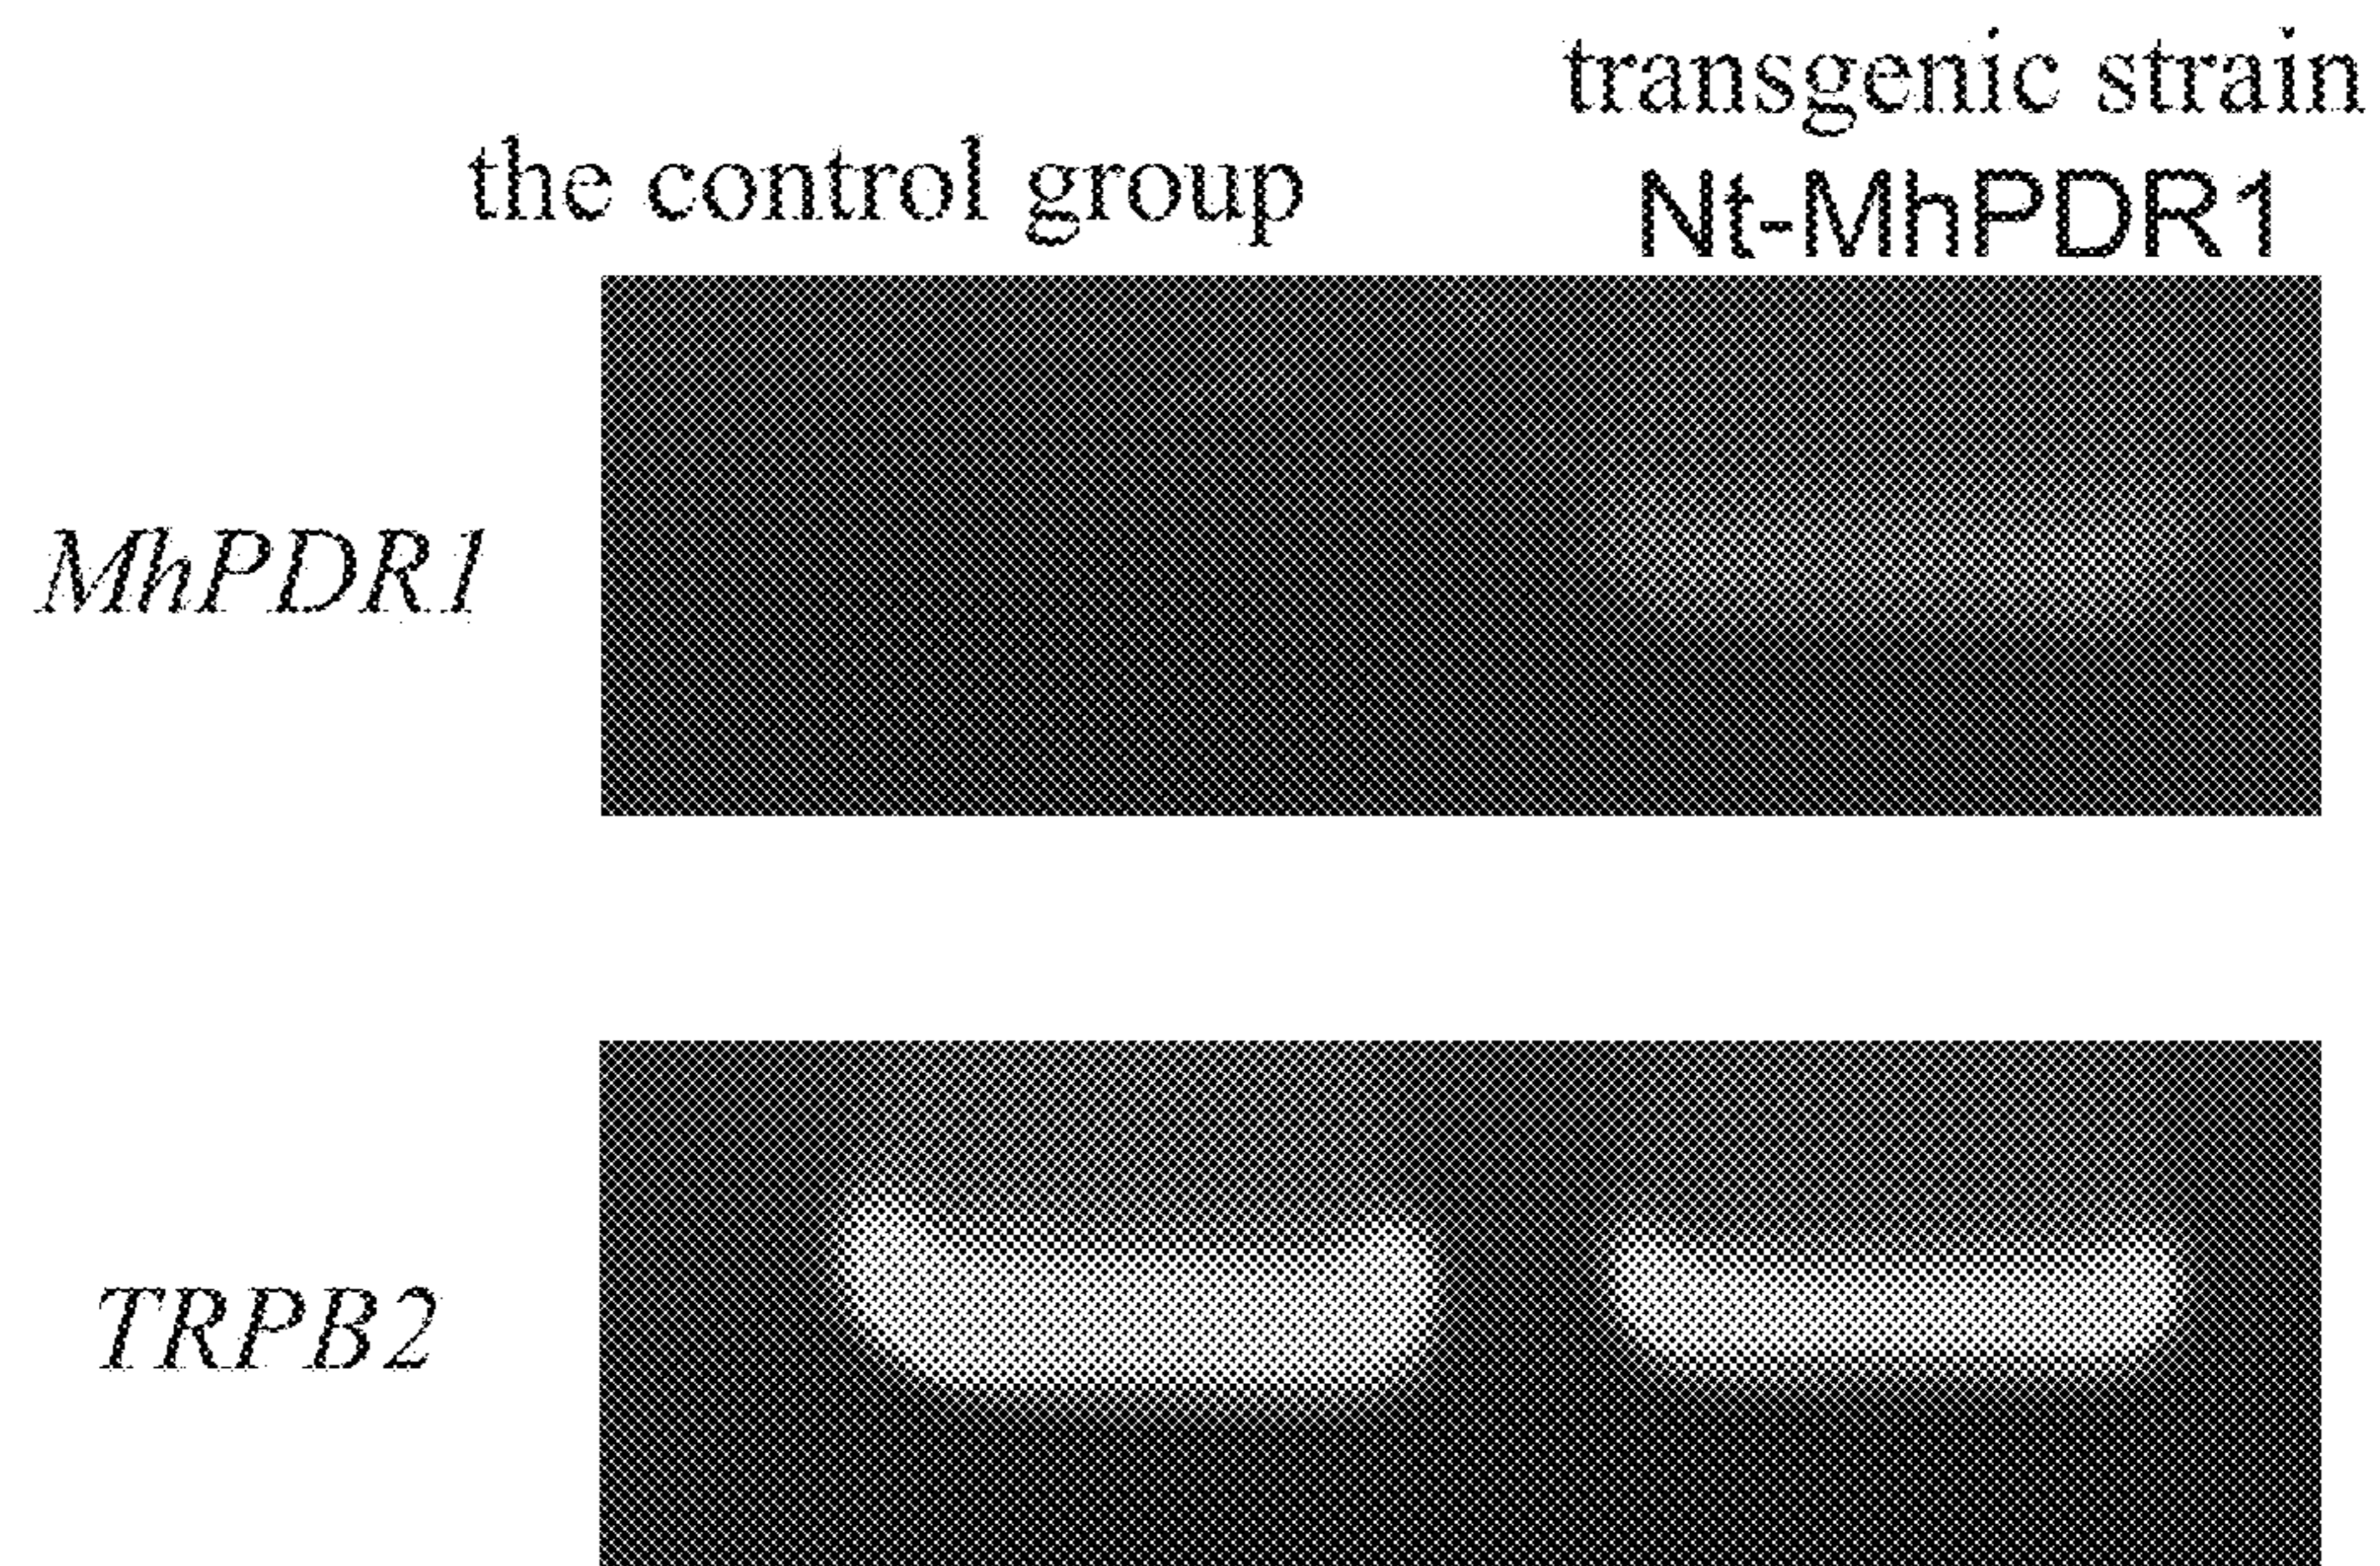 transgenic strain
the control group
Nt-MhPDR1
MhPDR1
TRPB2